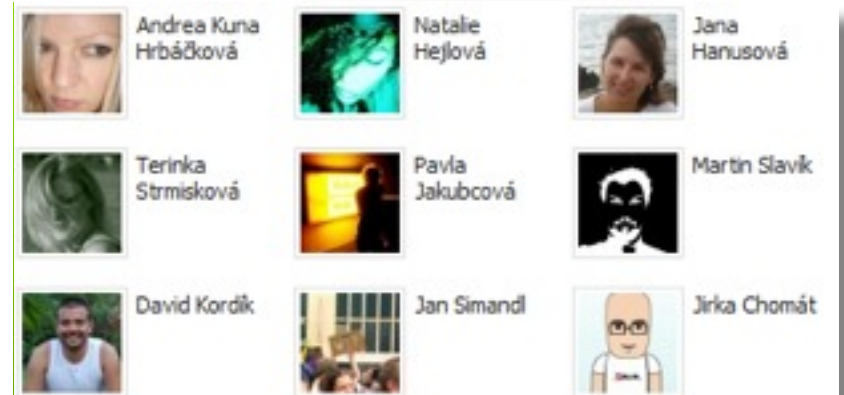 Andrea Kuna
Hrbáčková
Natalie
Hejlová
Jana
Hanusová
Terinka
Strmisková
Pavla
Jakubcová
Martin Slavík
David Kordík
Jan Simandl
Jirka Chomát